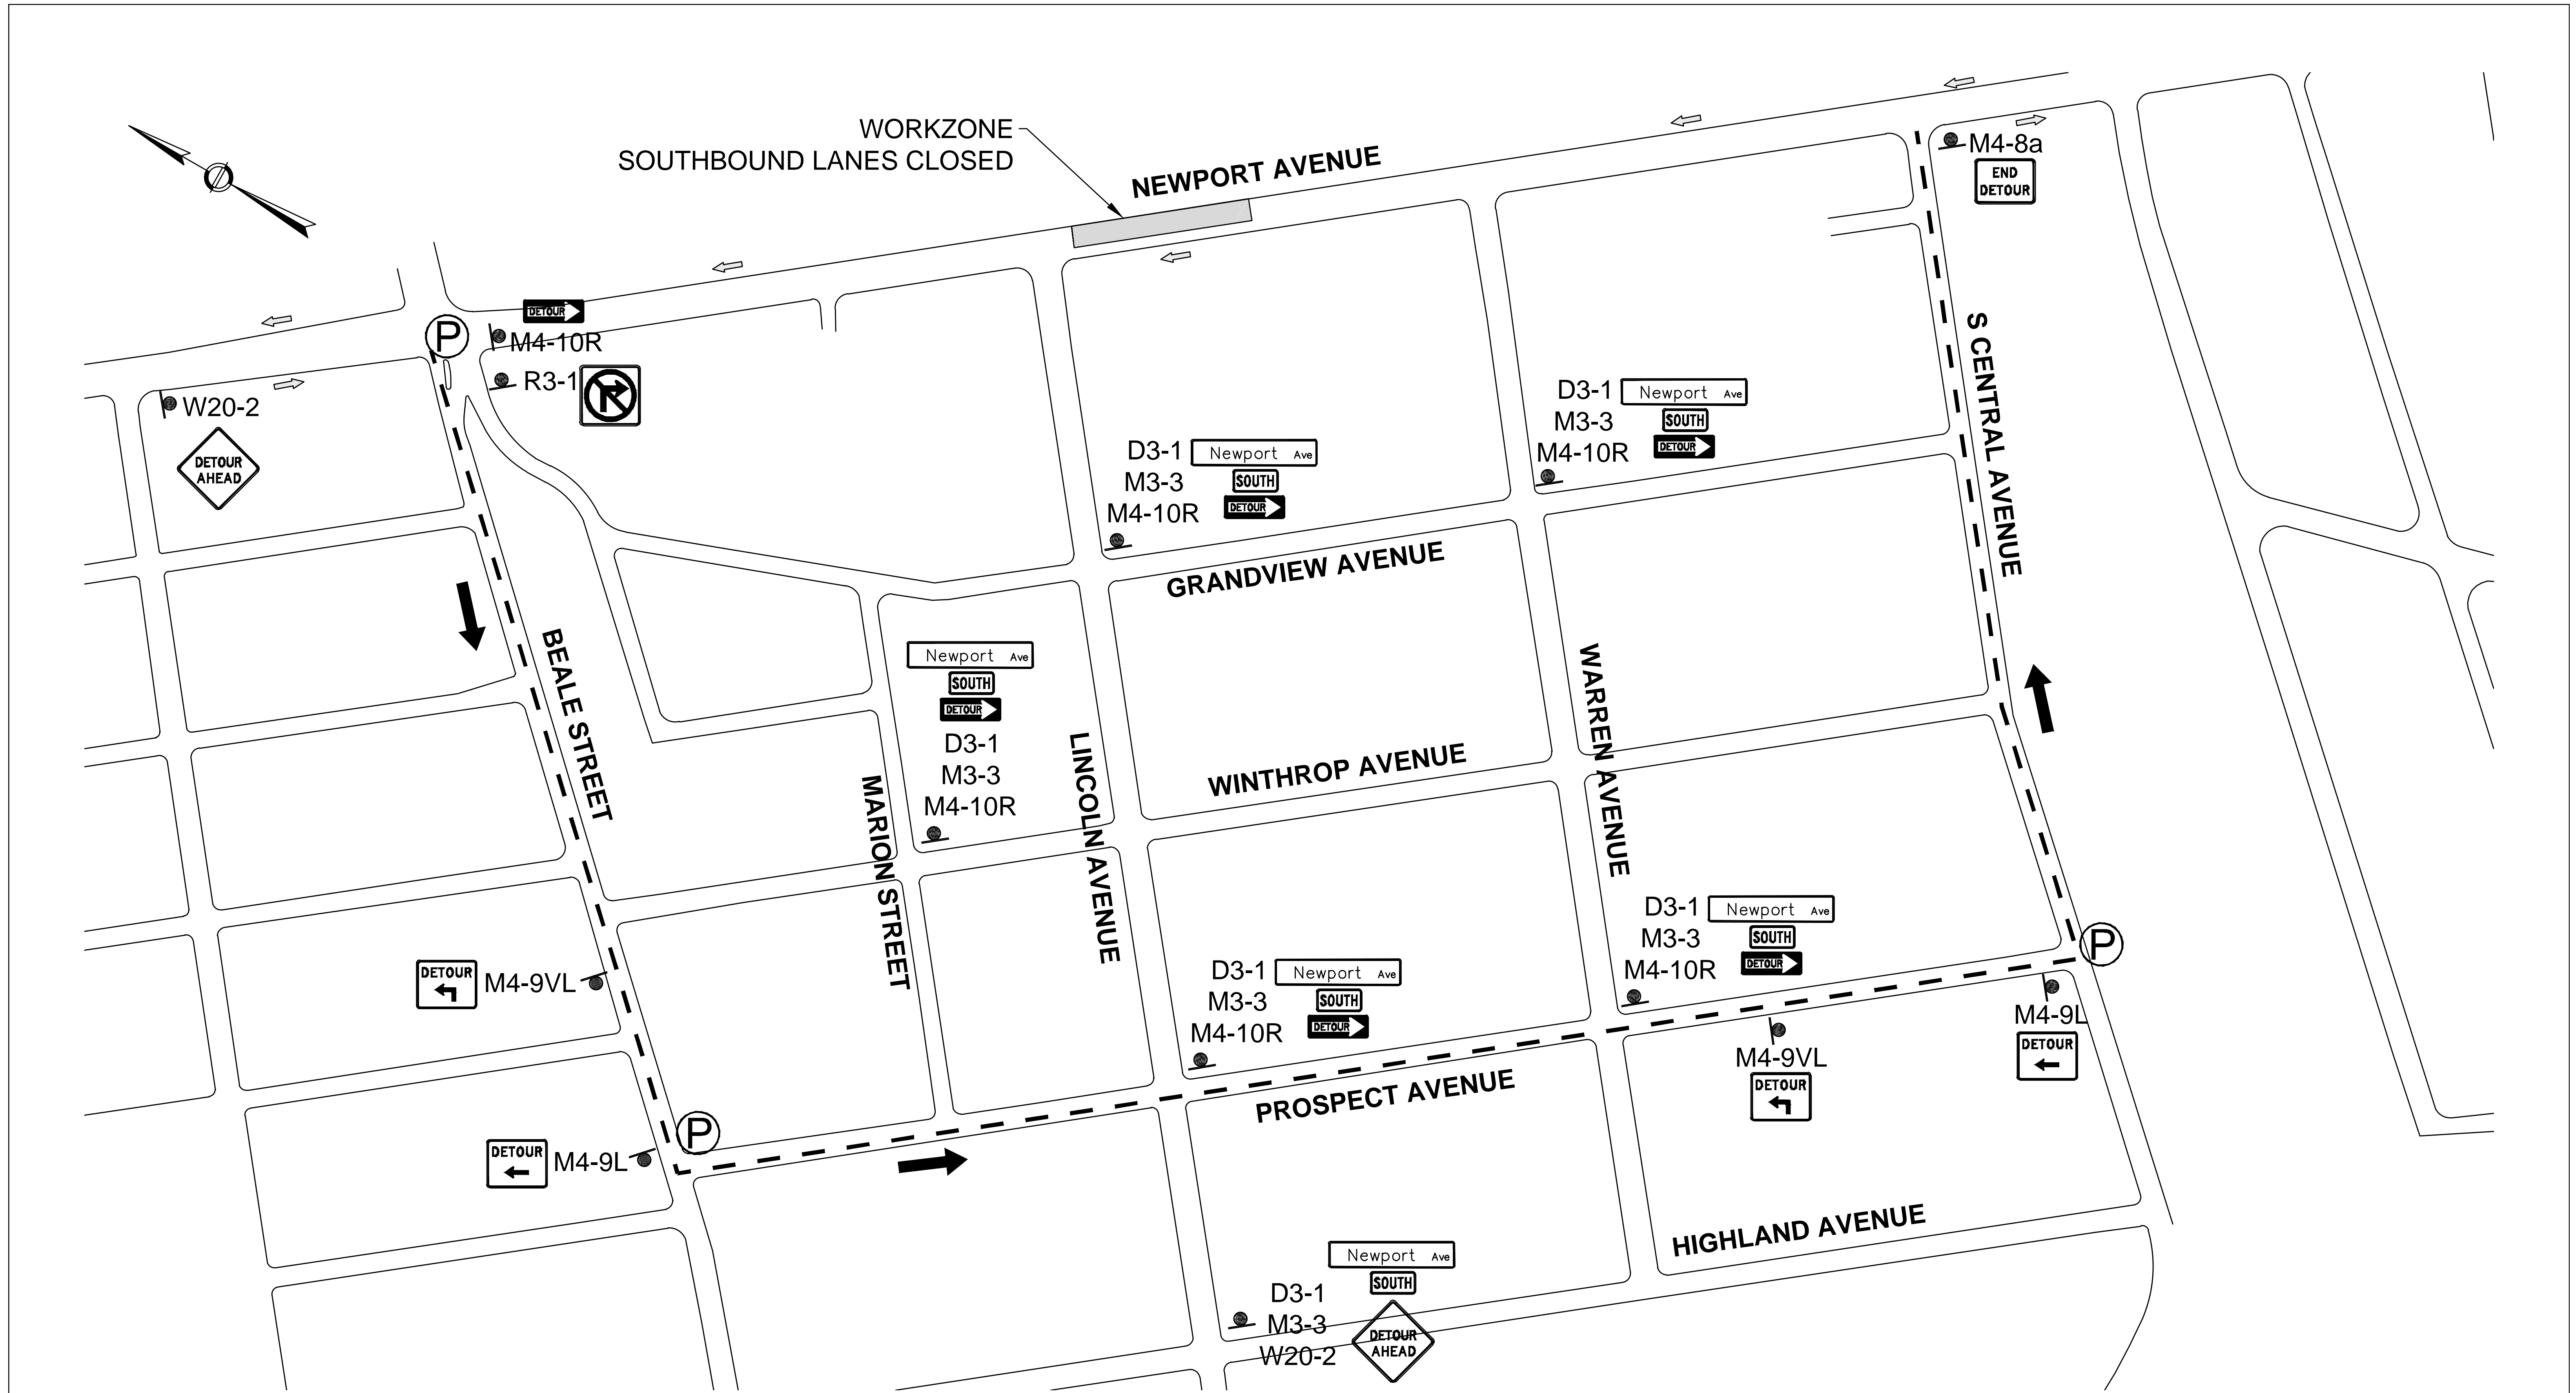 WORKZONE
SOUTHBOUND LANES CLOSED
NEWPORT AVENUE
M4-8a
END
DETOUR
DETOUR
M4-10R
P
R3-1
W20-2
DETOUR
AHEAD
S CENTRAL AVENUE
D3-1 Newport Ave
M3-3 SOUTH
M4-10R DETOUR
D3-1 Newport Ave
M3-3 SOUTH
M4-10R DETOUR
GRANDVIEW AVENUE
BEALE STREET
Newport Ave
SOUTH
DETOUR
D3-1
M3-3
M4-10R
MARION STREET
LINCOLN AVENUE
WINTHROP AVENUE
WARREN AVENUE
D3-1 Newport Ave
M3-3 SOUTH
M4-10R DETOUR
D3-1 Newport Ave
M3-3 SOUTH
M4-10R DETOUR
P
DETOUR
M4-9VL
M4-9L
DETOUR
M4-9VL
DETOUR
PROSPECT AVENUE
P
DETOUR
M4-9L
HIGHLAND AVENUE
Newport Ave
SOUTH
D3-1
M3-3
W20-2
DETOUR
AHEAD